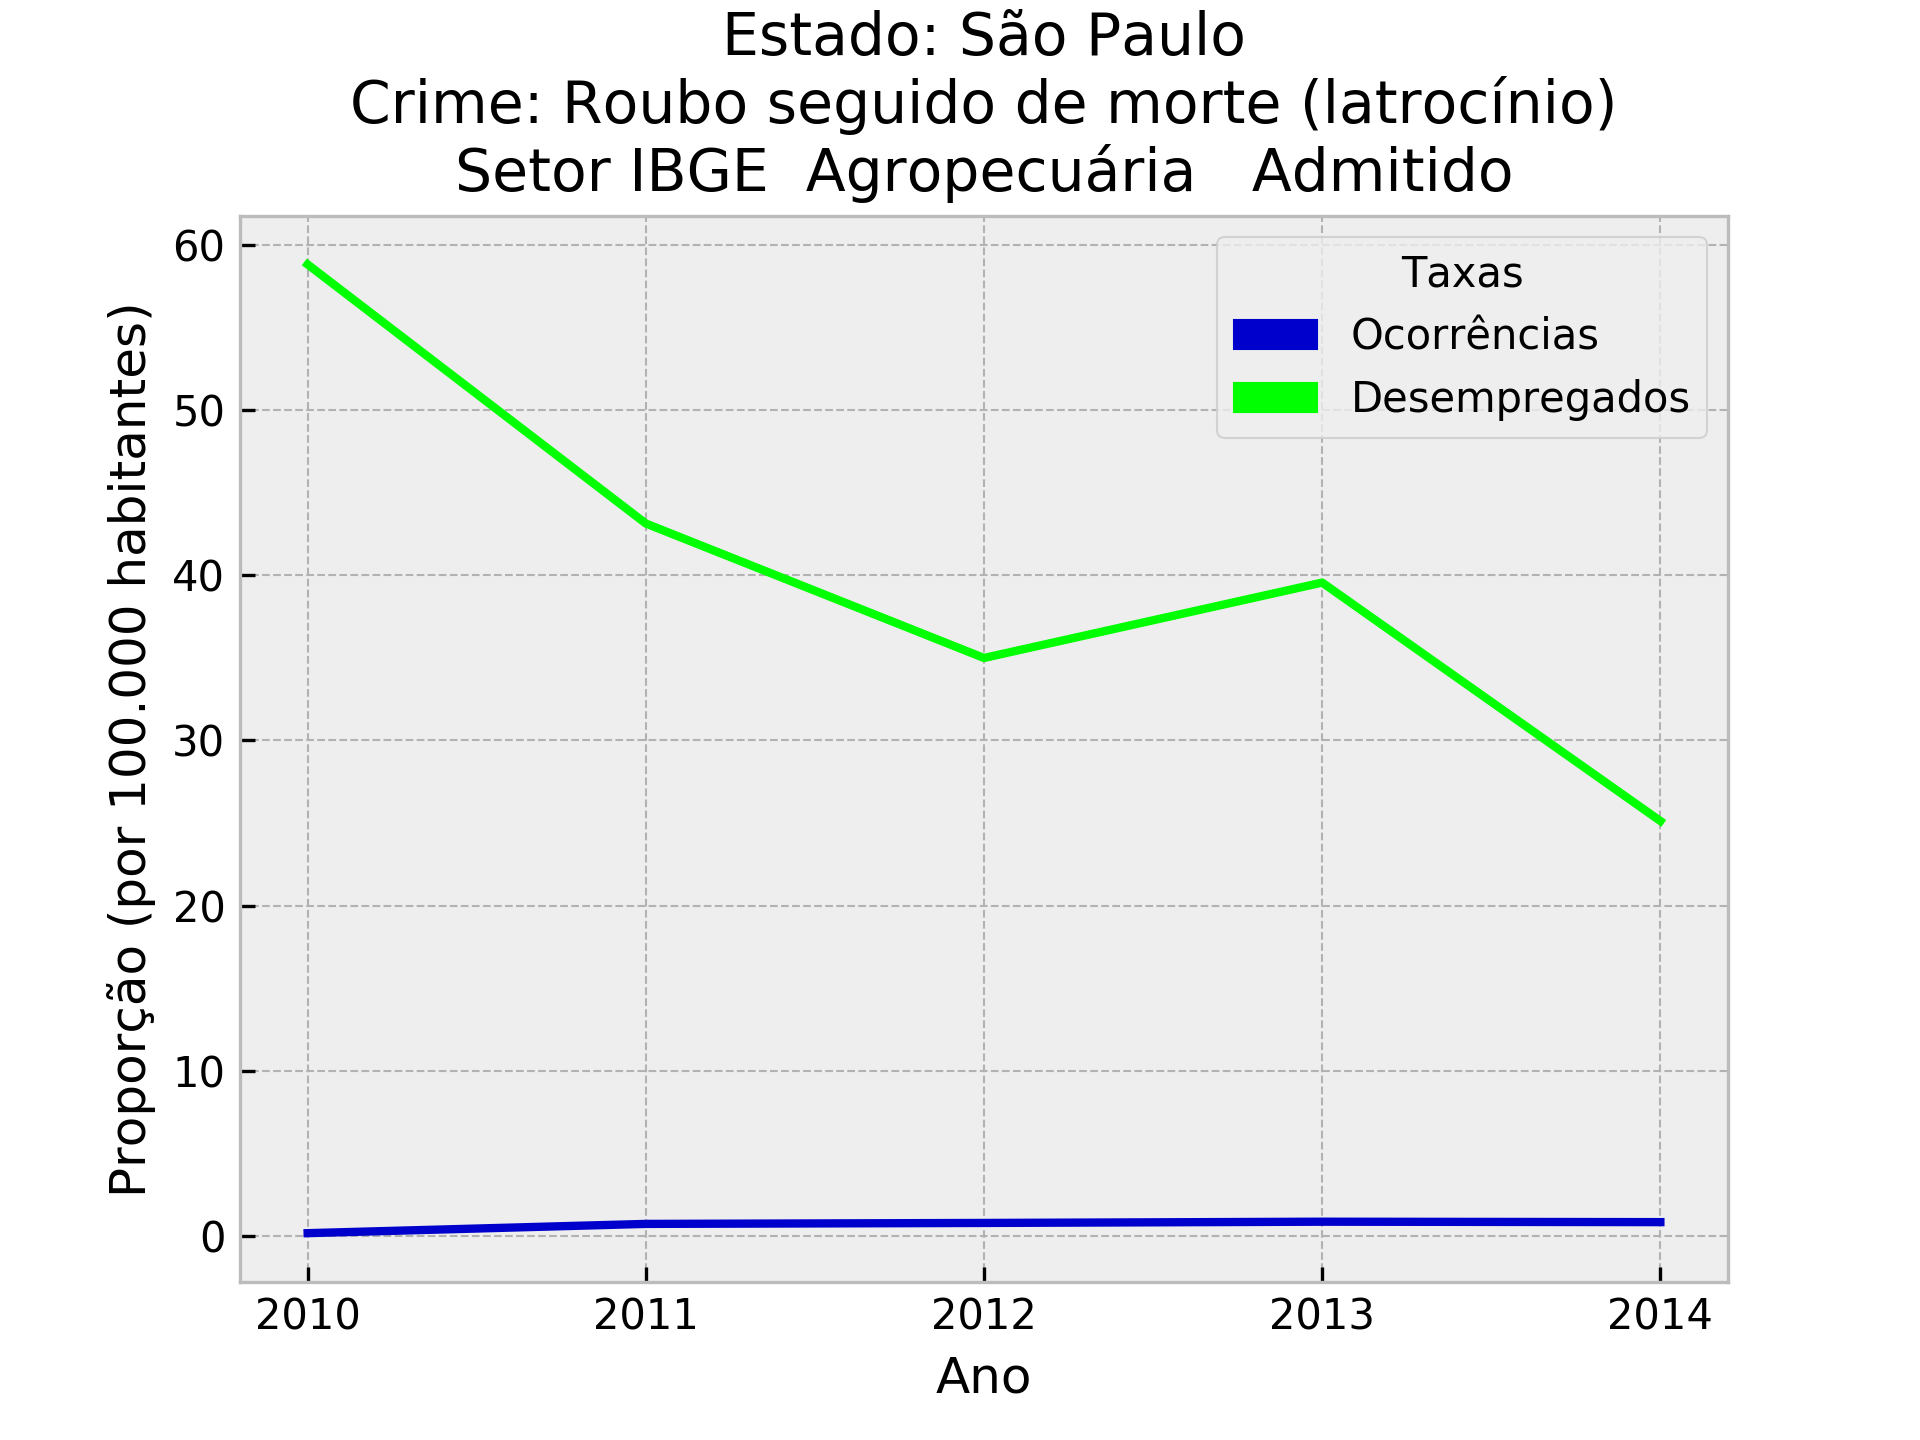 Estado: São Paulo
Crime: Roubo seguido de morte (latrocínio)
Setor IBGE  Agropecuária   Admitido
Proporção (por 100.000 habitantes)
60
50
40
30
20
10
0
Taxas
Ocorrências
Desempregados
2010
2011
2012
2013
2014
Ano